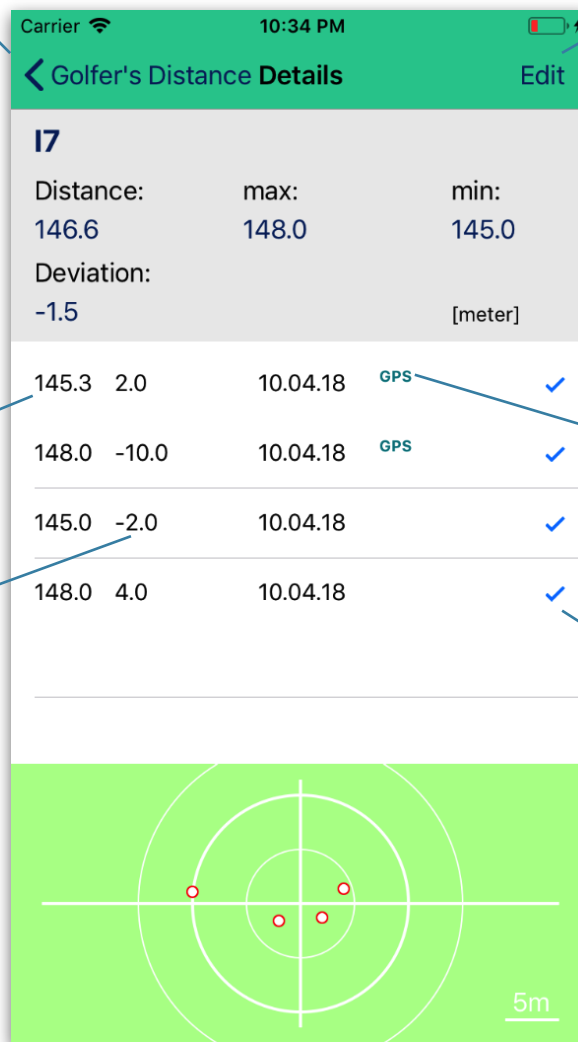 Carrier 10:34 PM
Golfer's Distance Details Edit
I7
Distance: max: min:
146.6 148.0 145.0
Deviation:
-1.5 [meter]
145.3 2.0 10.04.18 GPS
148.0 -10.0 10.04.18 GPS
145.0 -2.0 10.04.18
148.0 4.0 10.04.18
5m